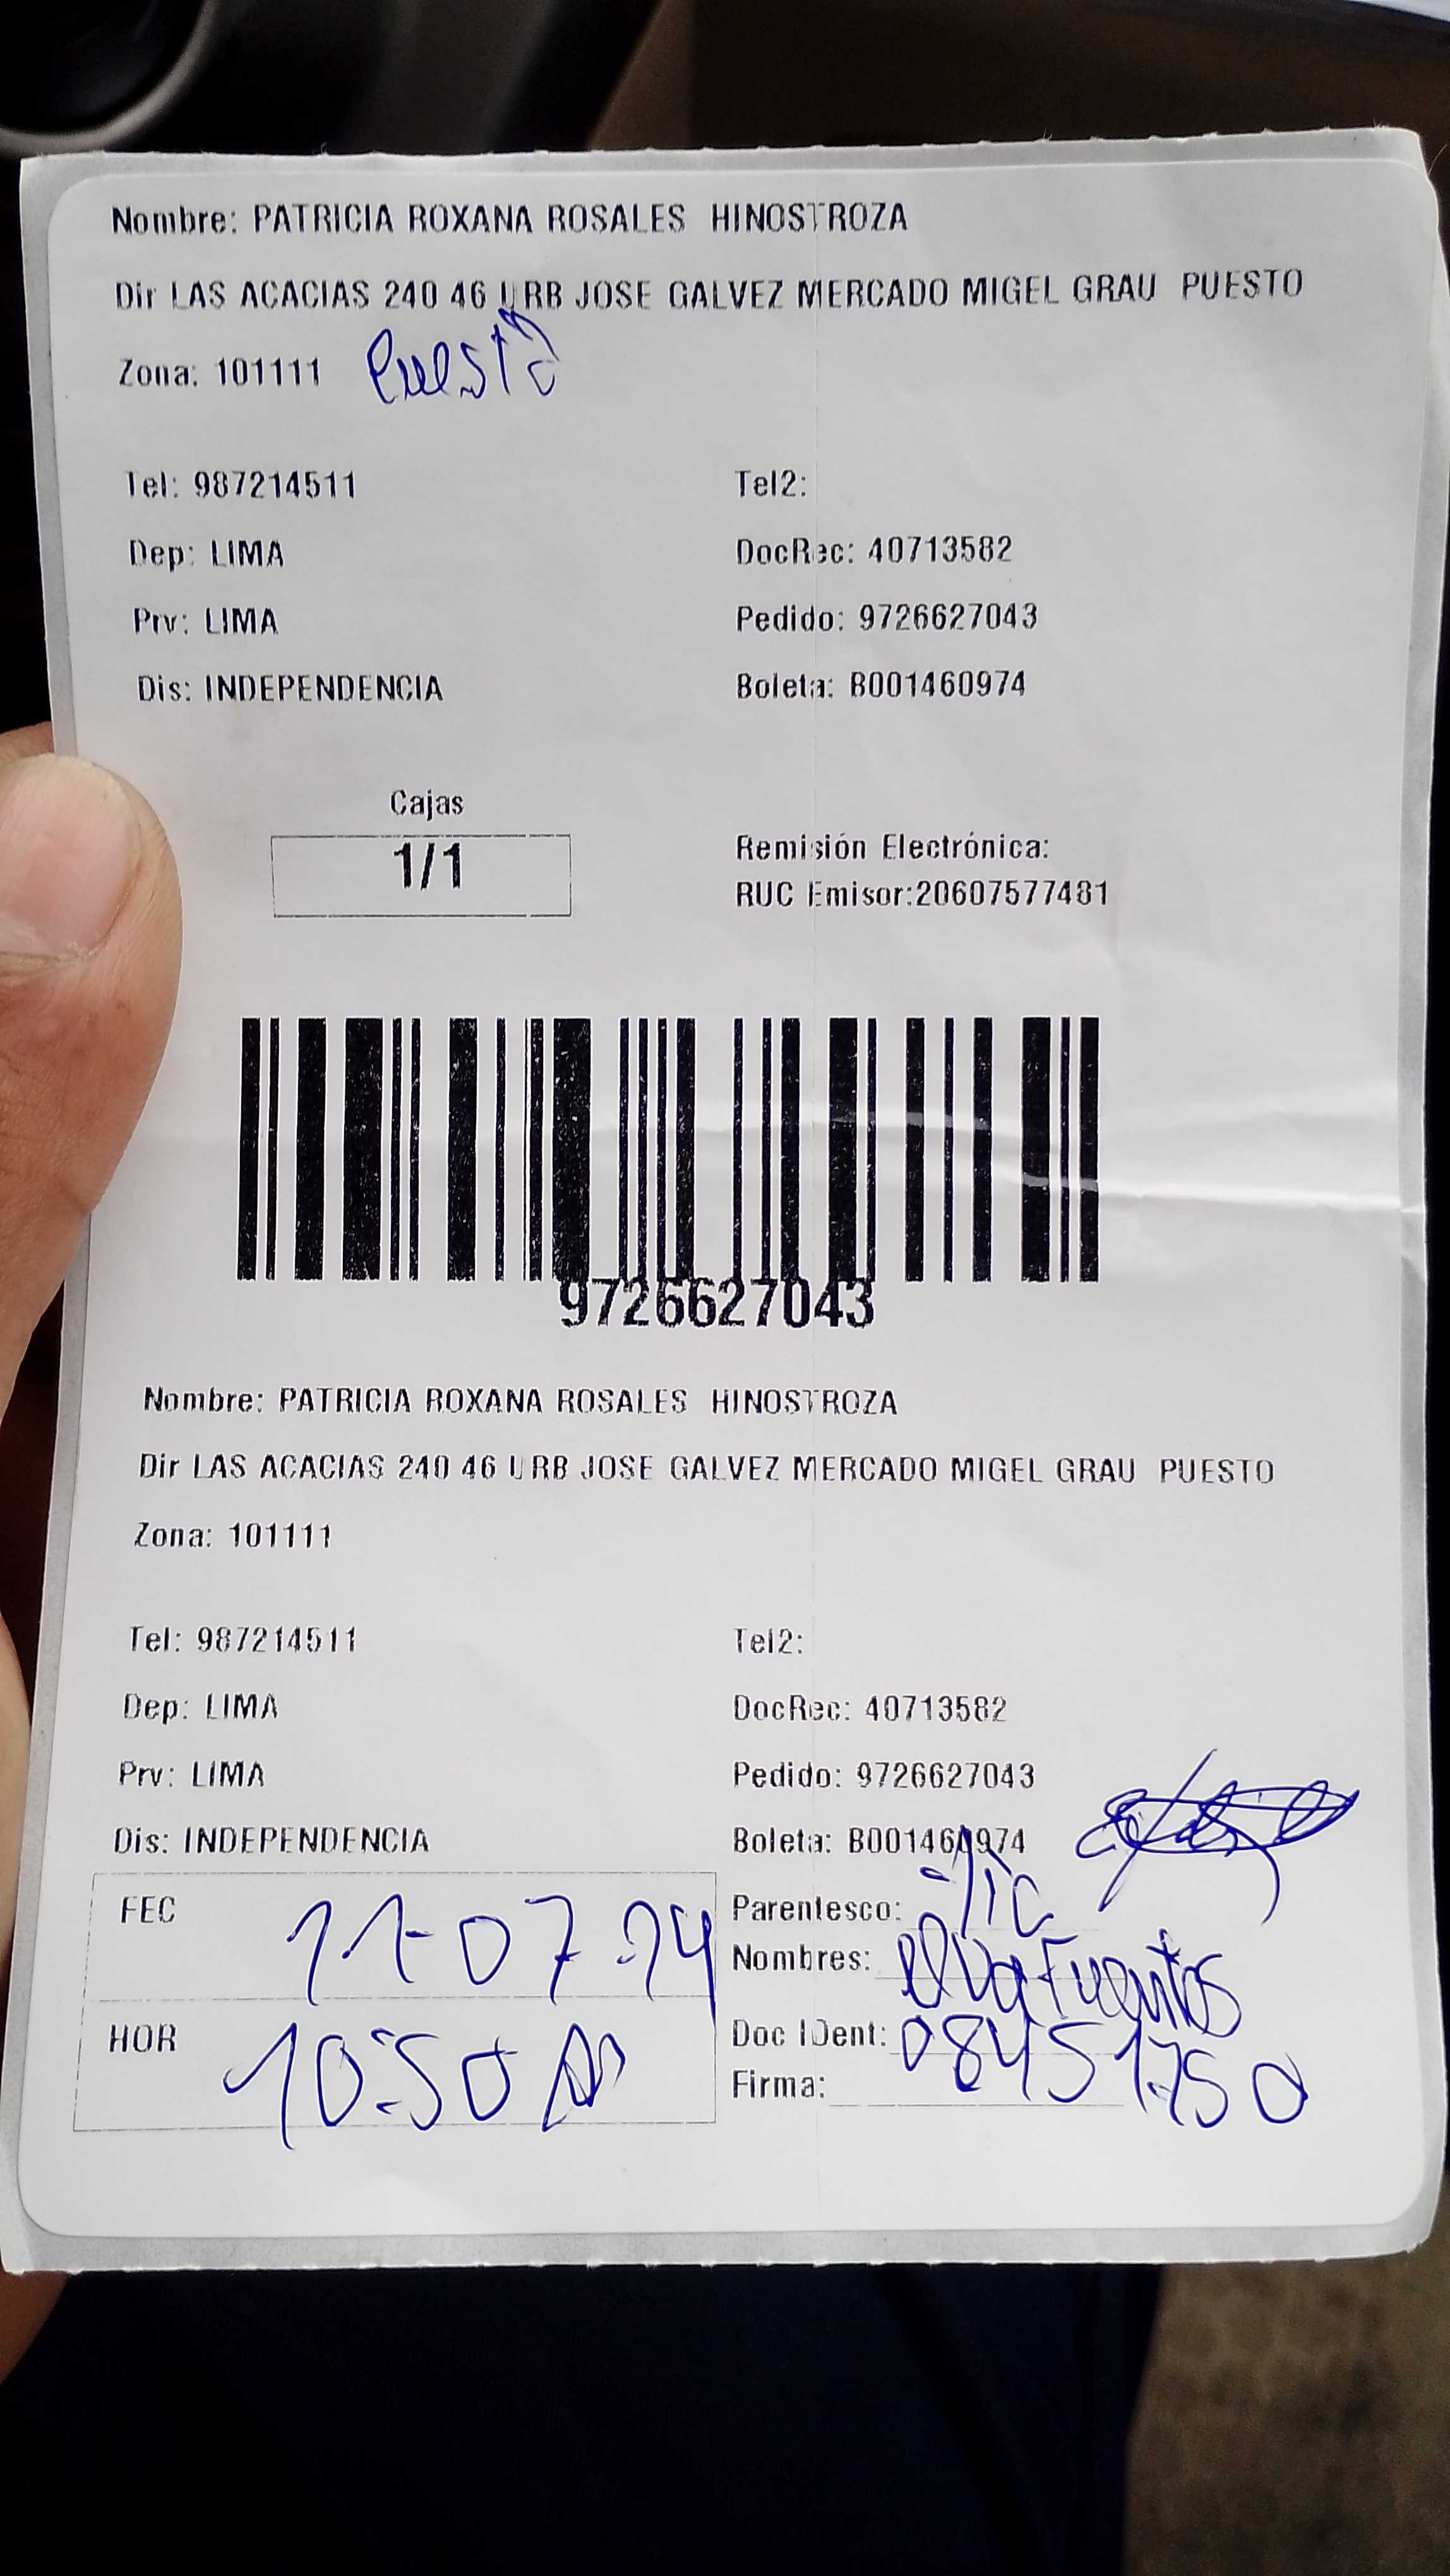 Nombre: PATRICIA ROXANA ROSALES HINOSTROZA
Dir LAS ACACIAS 240 46 URB JOSE GALVEZ MERCADO MIGEL GRAU PUESTO
Zona: 101111
Tel: 987214511 Tel2:
Dep: LIMA DocRec: 40713582
Prv: LIMA Pedido: 9726627043
Dis: INDEPENDENCIA Boleta: B001460974
Cajas
1/1
Remisión Electrónica:
RUC Emisor:20607577481
9726627043
Nombre: PATRICIA ROXANA ROSALES HINOSTROZA
Dir LAS ACACIAS 240 46 URB JOSE GALVEZ MERCADO MIGEL GRAU PUESTO
Zona: 101111
Tel: 987214511 Tel2:
Dep: LIMA DocRec: 40713582
Prv: LIMA Pedido: 9726627043
Dis: INDEPENDENCIA Boleta: B001460974
FEC 11-07-24 Parentesco:
Nombres: elva Fuentes
HOR 10:50 Doc IDent: 08451750
Firma: